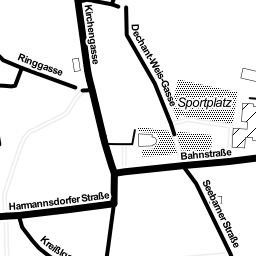 Kirchengasse
Dechant-Weis-Gasse
Ringgasse
Sportplatz
Bahnstraße
Seebarner Straße
Harmannsdorfer Straße